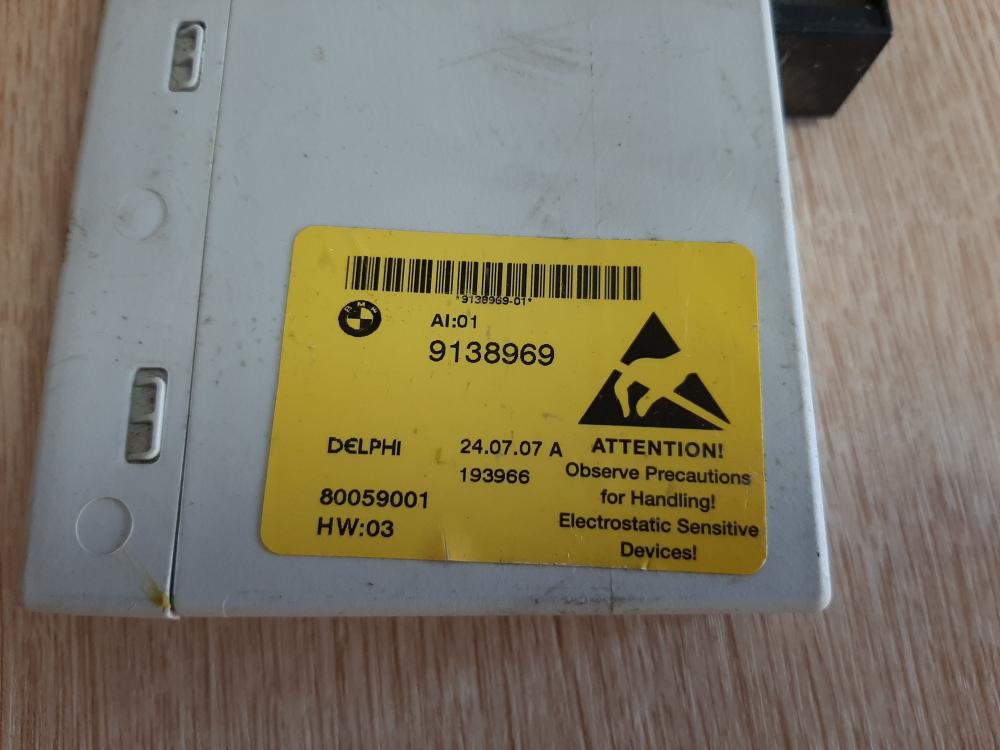 *9138969-01*
BMW
AI:01
9138969
DELPHI
24.07.07 A
193966
80059001
HW:03
ATTENTION!
Observe Precautions
for Handling!
Electrostatic Sensitive
Devices!